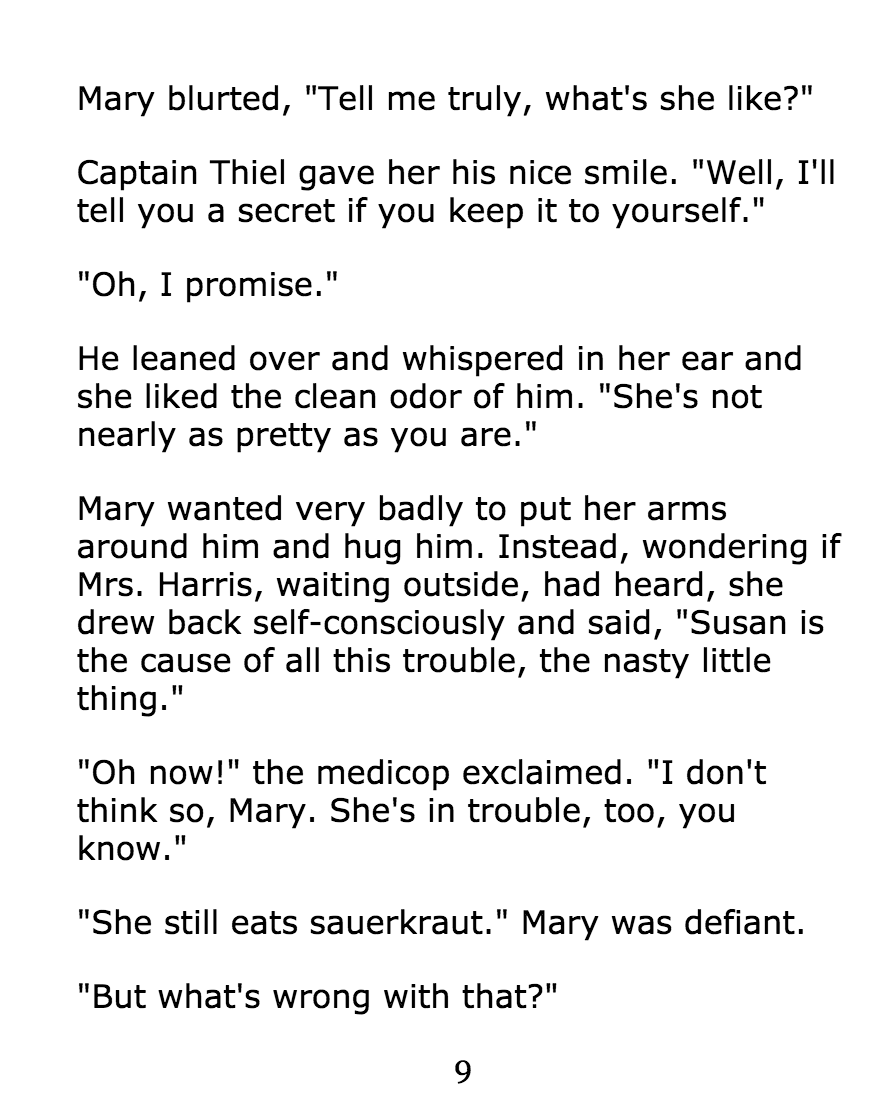 Mary blurted, "Tell me truly, what's she like?"
Captain Thiel gave her his nice smile. "Well, I'll
tell you a secret if you keep it to yourself."
"Oh, I promise."
He leaned over and whispered in her ear and
she liked the clean odor of him. "She's not
nearly as pretty as you are."
Mary wanted very badly to put her arms
around him and hug him. Instead, wondering if
Mrs. Harris, waiting outside, had heard, she
drew back self-consciously and said, "Susan is
the cause of all this trouble, the nasty little
thing."
"Oh now!" the medicop exclaimed. "I don't
think so, Mary. She's in trouble, too, you
know."
"She still eats sauerkraut." Mary was defiant.
"But what's wrong with that?"
9